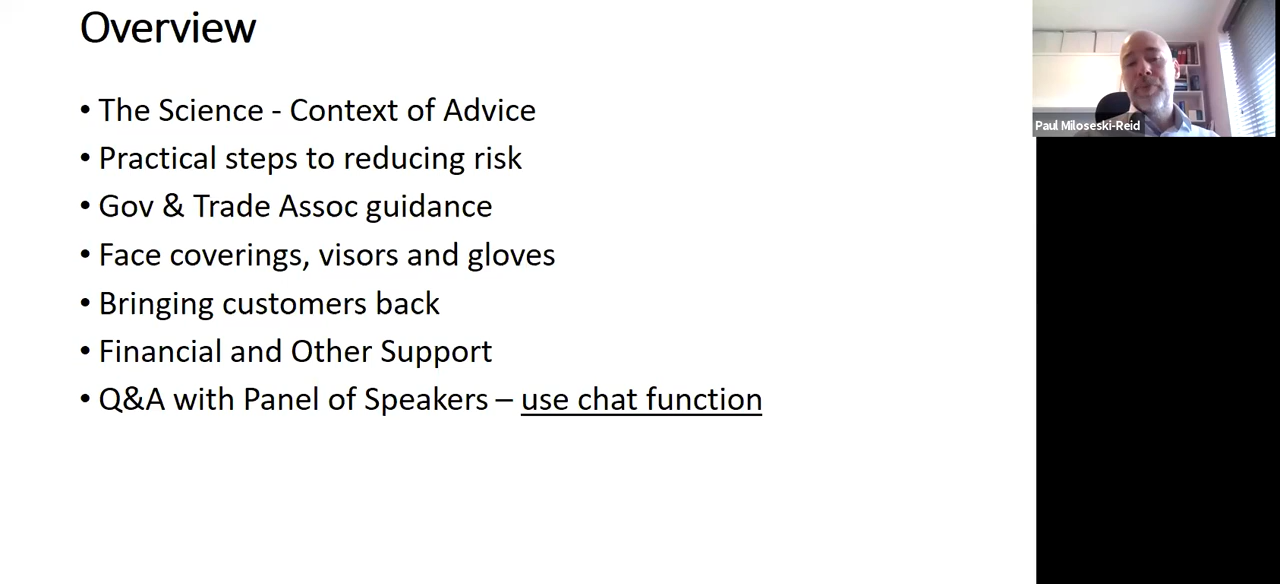 Overview
• The Science - Context of Advice
• Practical steps to reducing risk
• Gov & Trade Assoc guidance
• Face coverings, visors and gloves
• Bringing customers back
• Financial and Other Support
• Q&A with Panel of Speakers – use chat function
Paul Miloseski-Reid